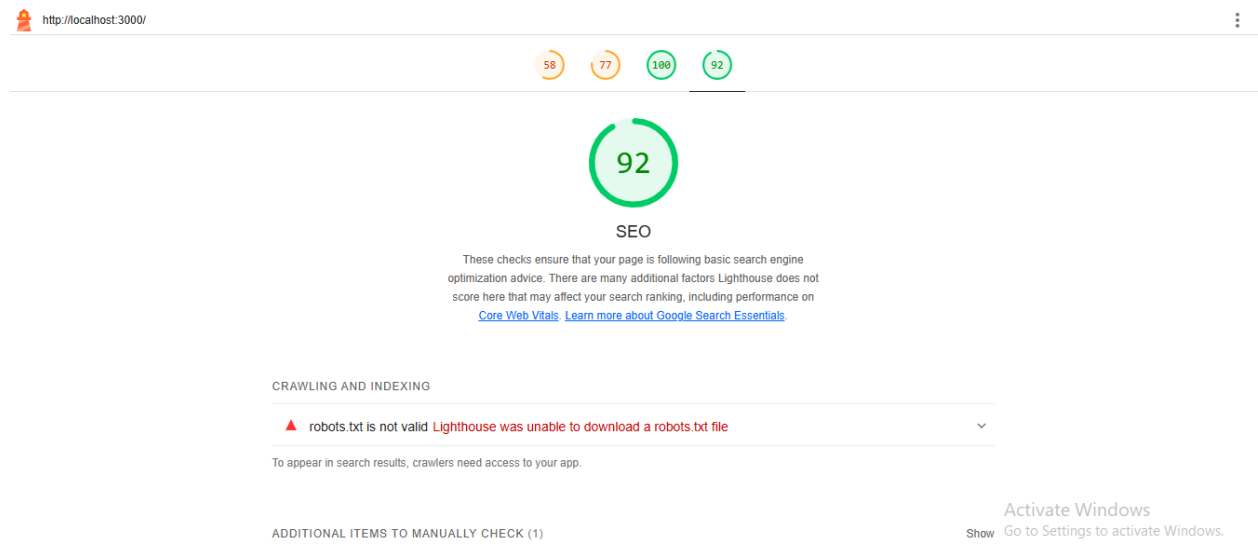 http://localhost:3000/
58 77 100 92
92
SEO
These checks ensure that your page is following basic search engine
optimization advice. There are many additional factors Lighthouse does not
score here that may affect your search ranking, including performance on
Core Web Vitals. Learn more about Google Search Essentials.
CRAWLING AND INDEXING
robots.txt is not valid Lighthouse was unable to download a robots.txt file
To appear in search results, crawlers need access to your app.
Activate Windows
ADDITIONAL ITEMS TO MANUALLY CHECK (1) Show Go to Settings to activate Windows.